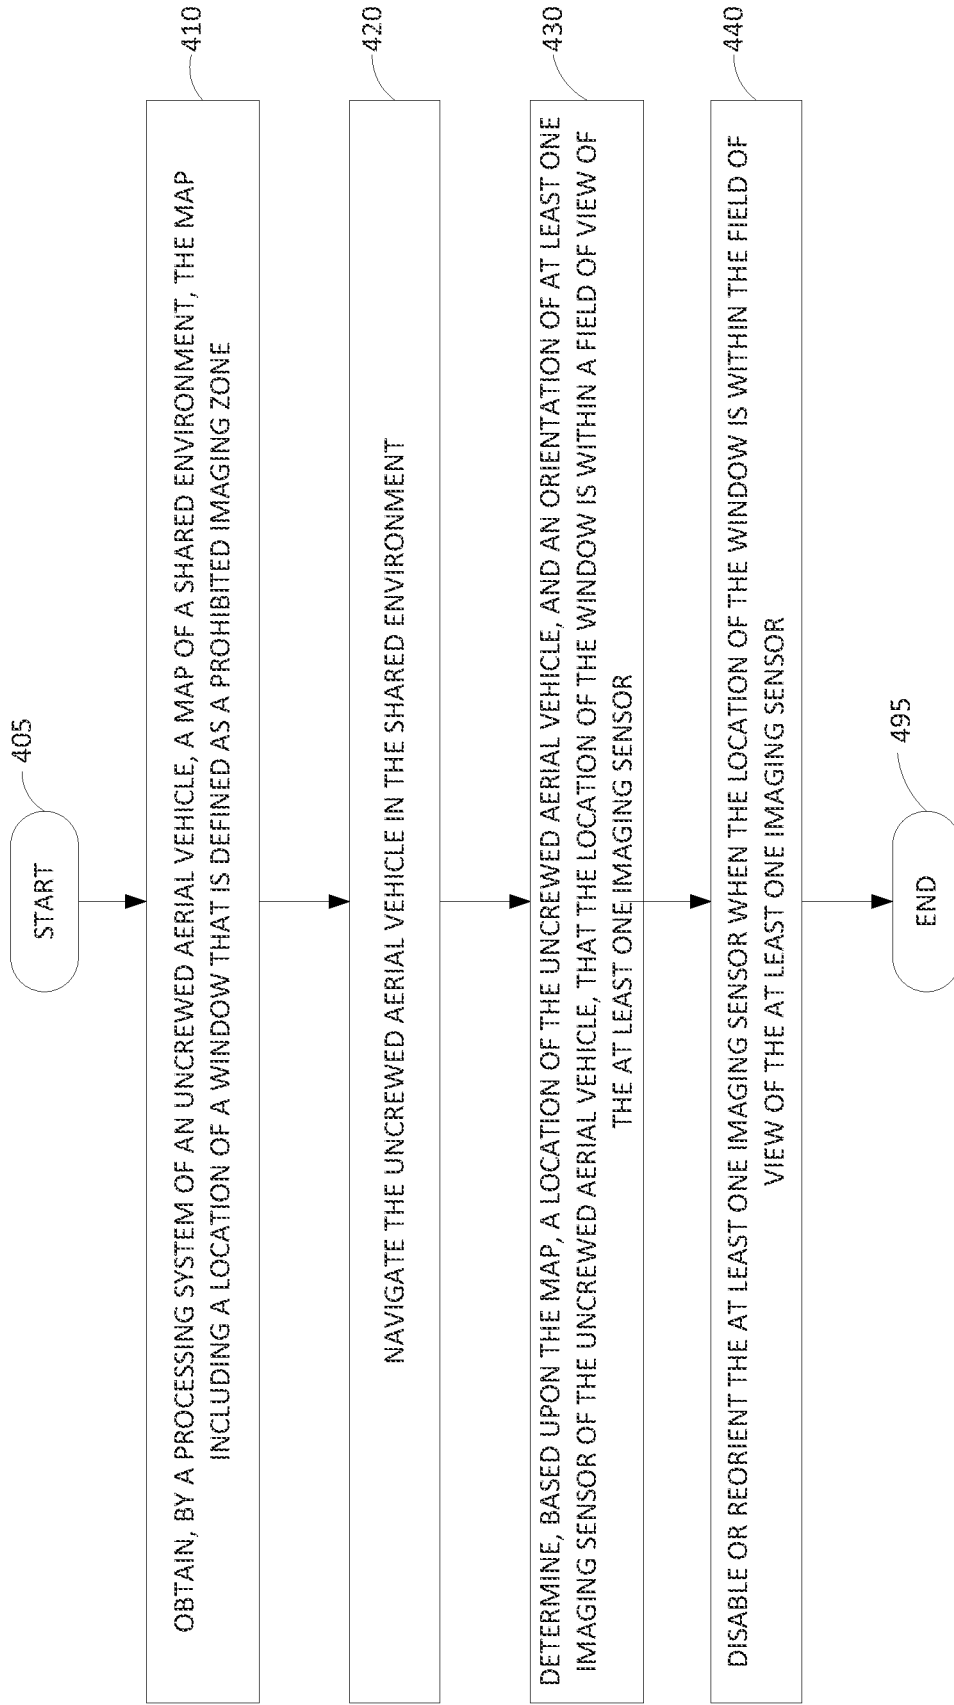 START
405
OBTAIN, BY A PROCESSING SYSTEM OF AN UNCREWED AERIAL VEHICLE, A MAP OF A SHARED ENVIRONMENT, THE MAP
INCLUDING A LOCATION OF A WINDOW THAT IS DEFINED AS A PROHIBITED IMAGING ZONE
410
NAVIGATE THE UNCREWED AERIAL VEHICLE IN THE SHARED ENVIRONMENT
420
DETERMINE, BASED UPON THE MAP, A LOCATION OF THE UNCREWED AERIAL VEHICLE, AND AN ORIENTATION OF AT LEAST ONE
IMAGING SENSOR OF THE UNCREWED AERIAL VEHICLE, THAT THE LOCATION OF THE WINDOW IS WITHIN A FIELD OF VIEW OF
THE AT LEAST ONE IMAGING SENSOR
430
DISABLE OR REORIENT THE AT LEAST ONE IMAGING SENSOR WHEN THE LOCATION OF THE WINDOW IS WITHIN THE FIELD OF
VIEW OF THE AT LEAST ONE IMAGING SENSOR
440
END
495